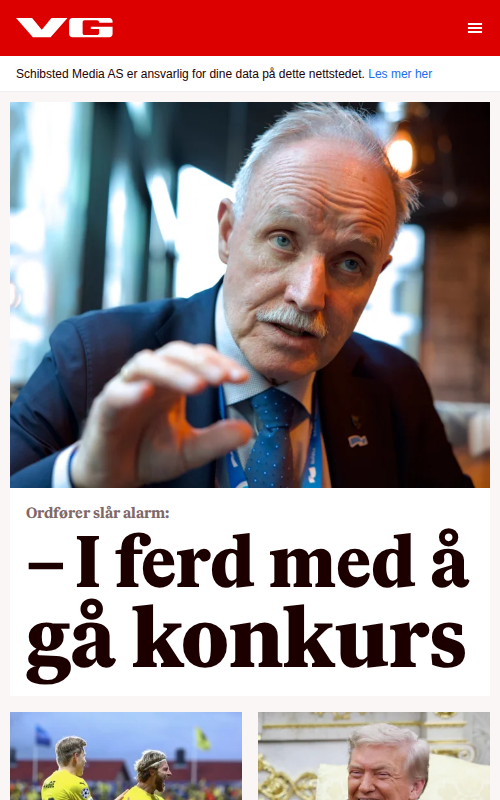 VG
Schibsted Media AS er ansvarlig for dine data på dette nettstedet. Les mer her
Ordfører slår alarm:
– I ferd med å
gå konkurs